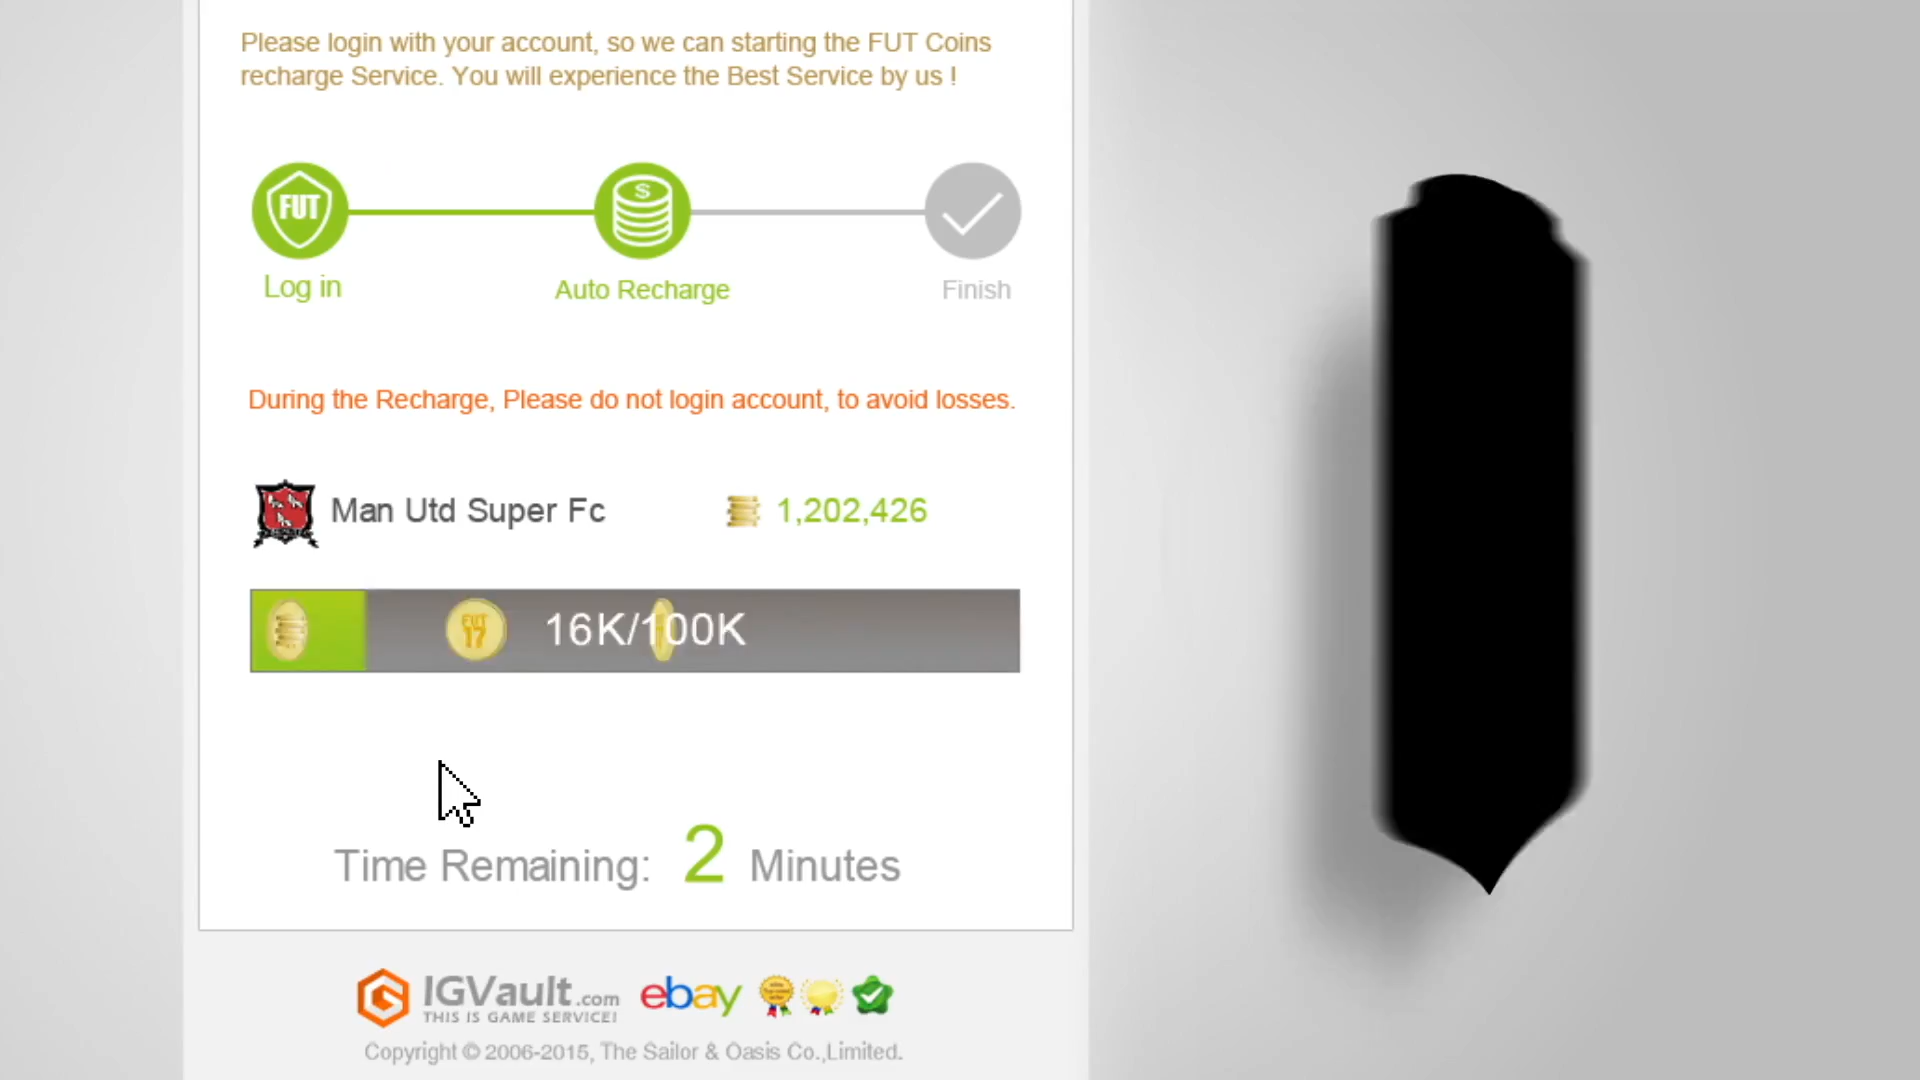 Please login with your account, so we can starting the FUT Coins
recharge Service. You will experience the Best Service by us !
FUT
$
Log in
Auto Recharge
Finish
During the Recharge, Please do not login account, to avoid losses.
Man Utd Super Fc
1,202,426
FUT
17
16K/100K
Time Remaining: 2 Minutes
IGVault.com
THIS IS GAME SERVICE!
ebay
Copyright © 2006-2015, The Sailor & Oasis Co.,Limited.